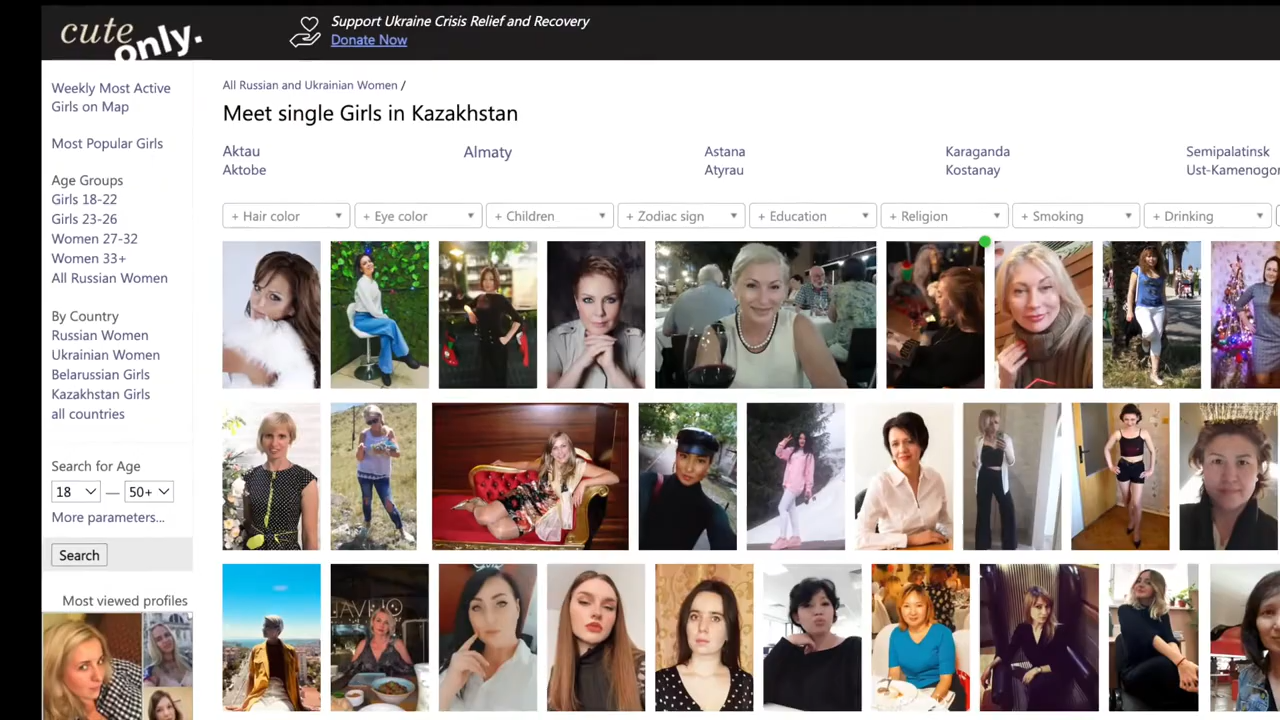 cute only.
Support Ukraine Crisis Relief and Recovery
Donate Now
Weekly Most Active
Girls on Map
Most Popular Girls
Age Groups
Girls 18-22
Girls 23-26
Women 27-32
Women 33+
All Russian Women
By Country
Russian Women
Ukrainian Women
Belarussian Girls
Kazakhstan Girls
all countries
Search for Age
18 — 50+
More parameters...
Search
Most viewed profiles
All Russian and Ukrainian Women /
Meet single Girls in Kazakhstan
Aktau Almaty Astana Karaganda Semipalatinsk
Aktobe Atyrau Kostanay Ust-Kamenogor
+ Hair color + Eye color + Children + Zodiac sign + Education + Religion + Smoking + Drinking